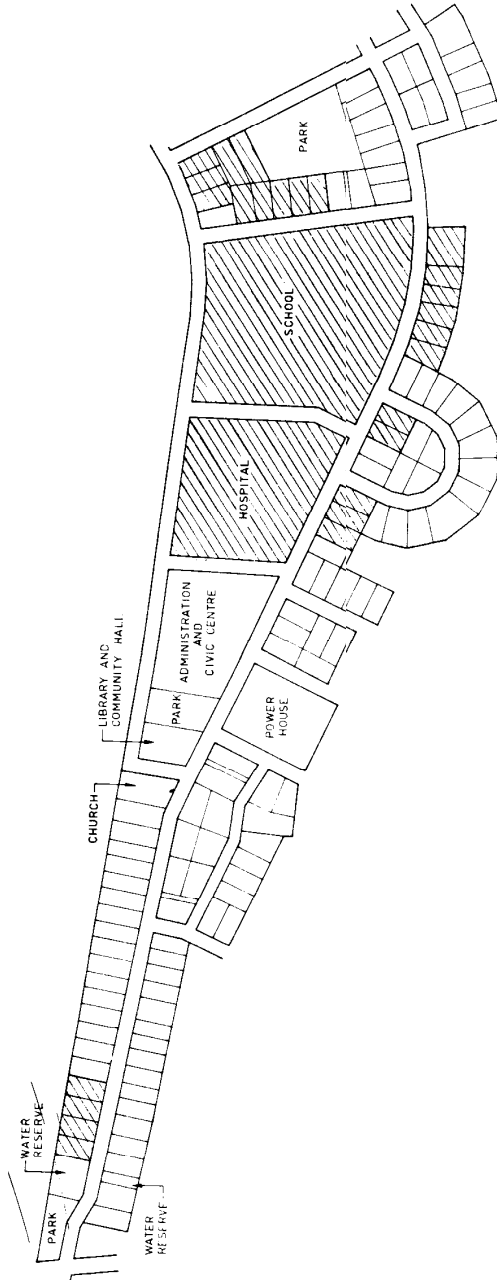 PARK
WATER
RESERVE
WATER
RESERVE
CHURCH
LIBRARY AND
COMMUNITY HALL
PARK
ADMINISTRATION
AND
CIVIC CENTRE
POWER
HOUSE
HOSPITAL
SCHOOL
PARK